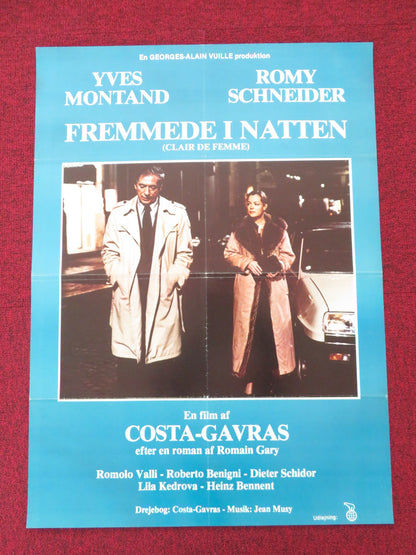 En GEORGES-ALAIN VUILLE produktion
YVES MONTAND
ROMY SCHNEIDER
FREMMEDE I NATTEN
(CLAIR DE FEMME)
En film af
COSTA-GAVRAS
efter en roman af Romain Gary
Romolo Valli - Roberto Benigni - Dieter Schidor
Lila Kedrova - Heinz Bennent
Drejebog: Costa-Gavras - Musik: Jean Musy
Udlejning: